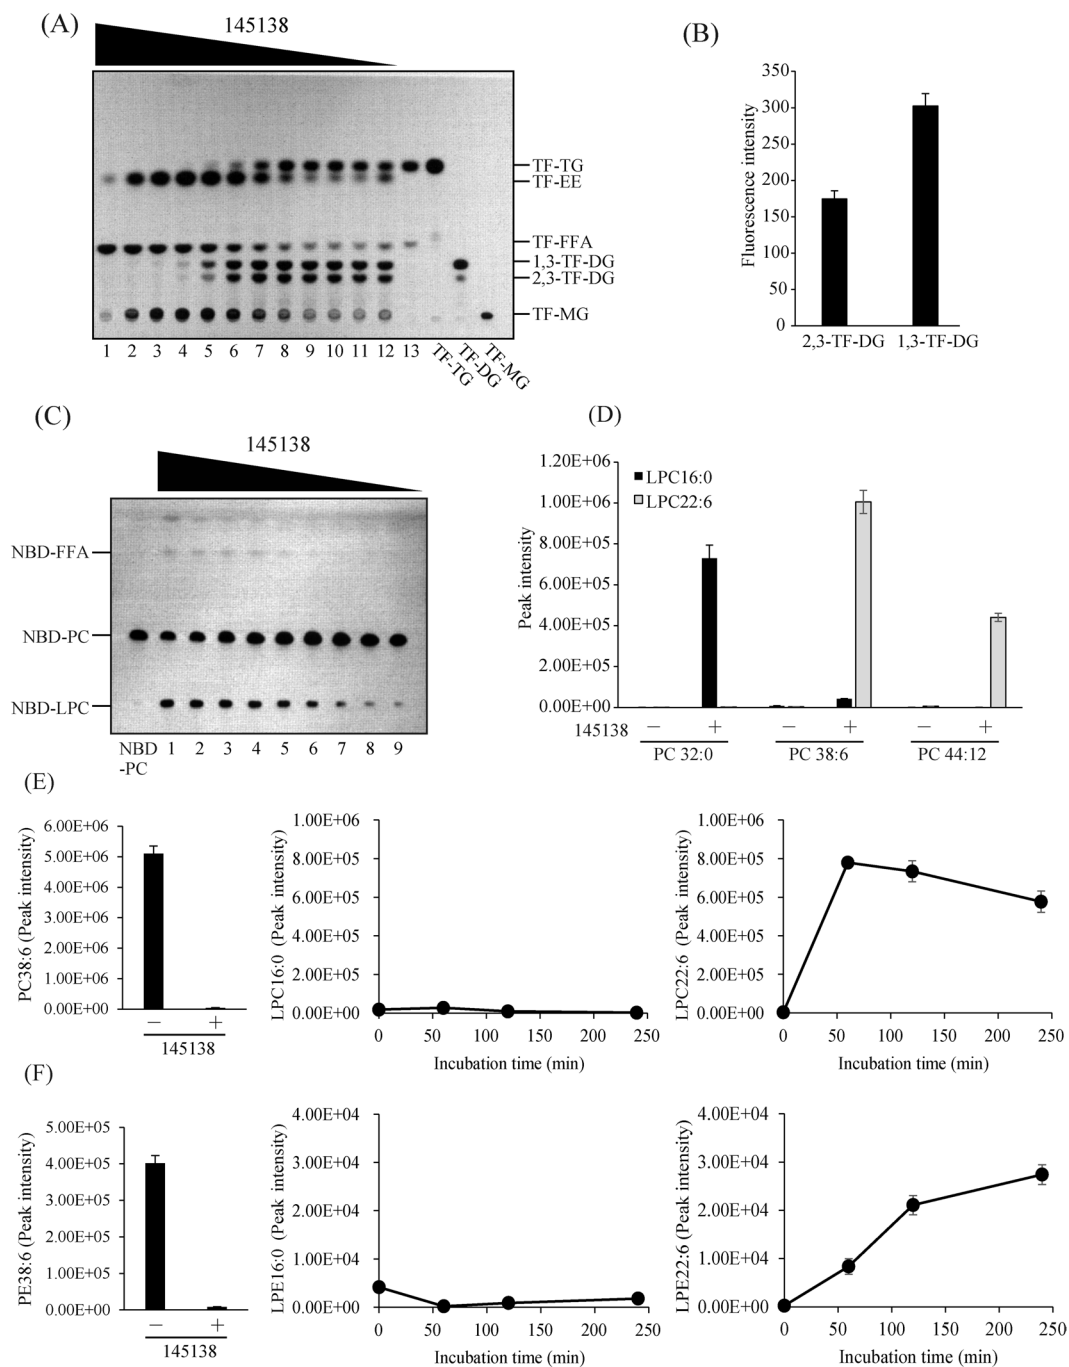 (A)
145138
TF-TG
TF-EE
TF-FFA
1,3-TF-DG
2,3-TF-DG
TF-MG
1 2 3 4 5 6 7 8 9 10 11 12 13 TF-TG TF-DG TF-MG
(B)
Fluorescence intensity
350
300
250
200
150
100
50
0
2,3-TF-DG 1,3-TF-DG
(C)
145138
NBD-FFA
NBD-PC
NBD-LPC
NBD
-PC
1 2 3 4 5 6 7 8 9
(D)
Peak intensity
1.20E+06
1.00E+06
8.00E+05
6.00E+05
4.00E+05
2.00E+05
0.00E+00
LPC16:0
LPC22:6
145138 − + − + − +
PC 32:0 PC 38:6 PC 44:12
(E)
PC38:6 (Peak intensity)
6.00E+06
5.00E+06
4.00E+06
3.00E+06
2.00E+06
1.00E+06
0.00E+00
− +
145138
LPC16:0 (Peak intensity)
1.00E+06
8.00E+05
6.00E+05
4.00E+05
2.00E+05
0.00E+00
0 50 100 150 200 250
Incubation time (min)
LPC22:6 (Peak intensity)
1.00E+06
8.00E+05
6.00E+05
4.00E+05
2.00E+05
0.00E+00
0 50 100 150 200 250
Incubation time (min)
(F)
PE38:6 (Peak intensity)
5.00E+05
4.00E+05
3.00E+05
2.00E+05
1.00E+05
0.00E+00
− +
145138
LPE16:0 (Peak intensity)
4.00E+04
3.00E+04
2.00E+04
1.00E+04
0.00E+00
0 50 100 150 200 250
Incubation time (min)
LPE22:6 (Peak intensity)
4.00E+04
3.00E+04
2.00E+04
1.00E+04
0.00E+00
0 50 100 150 200 250
Incubation time (min)